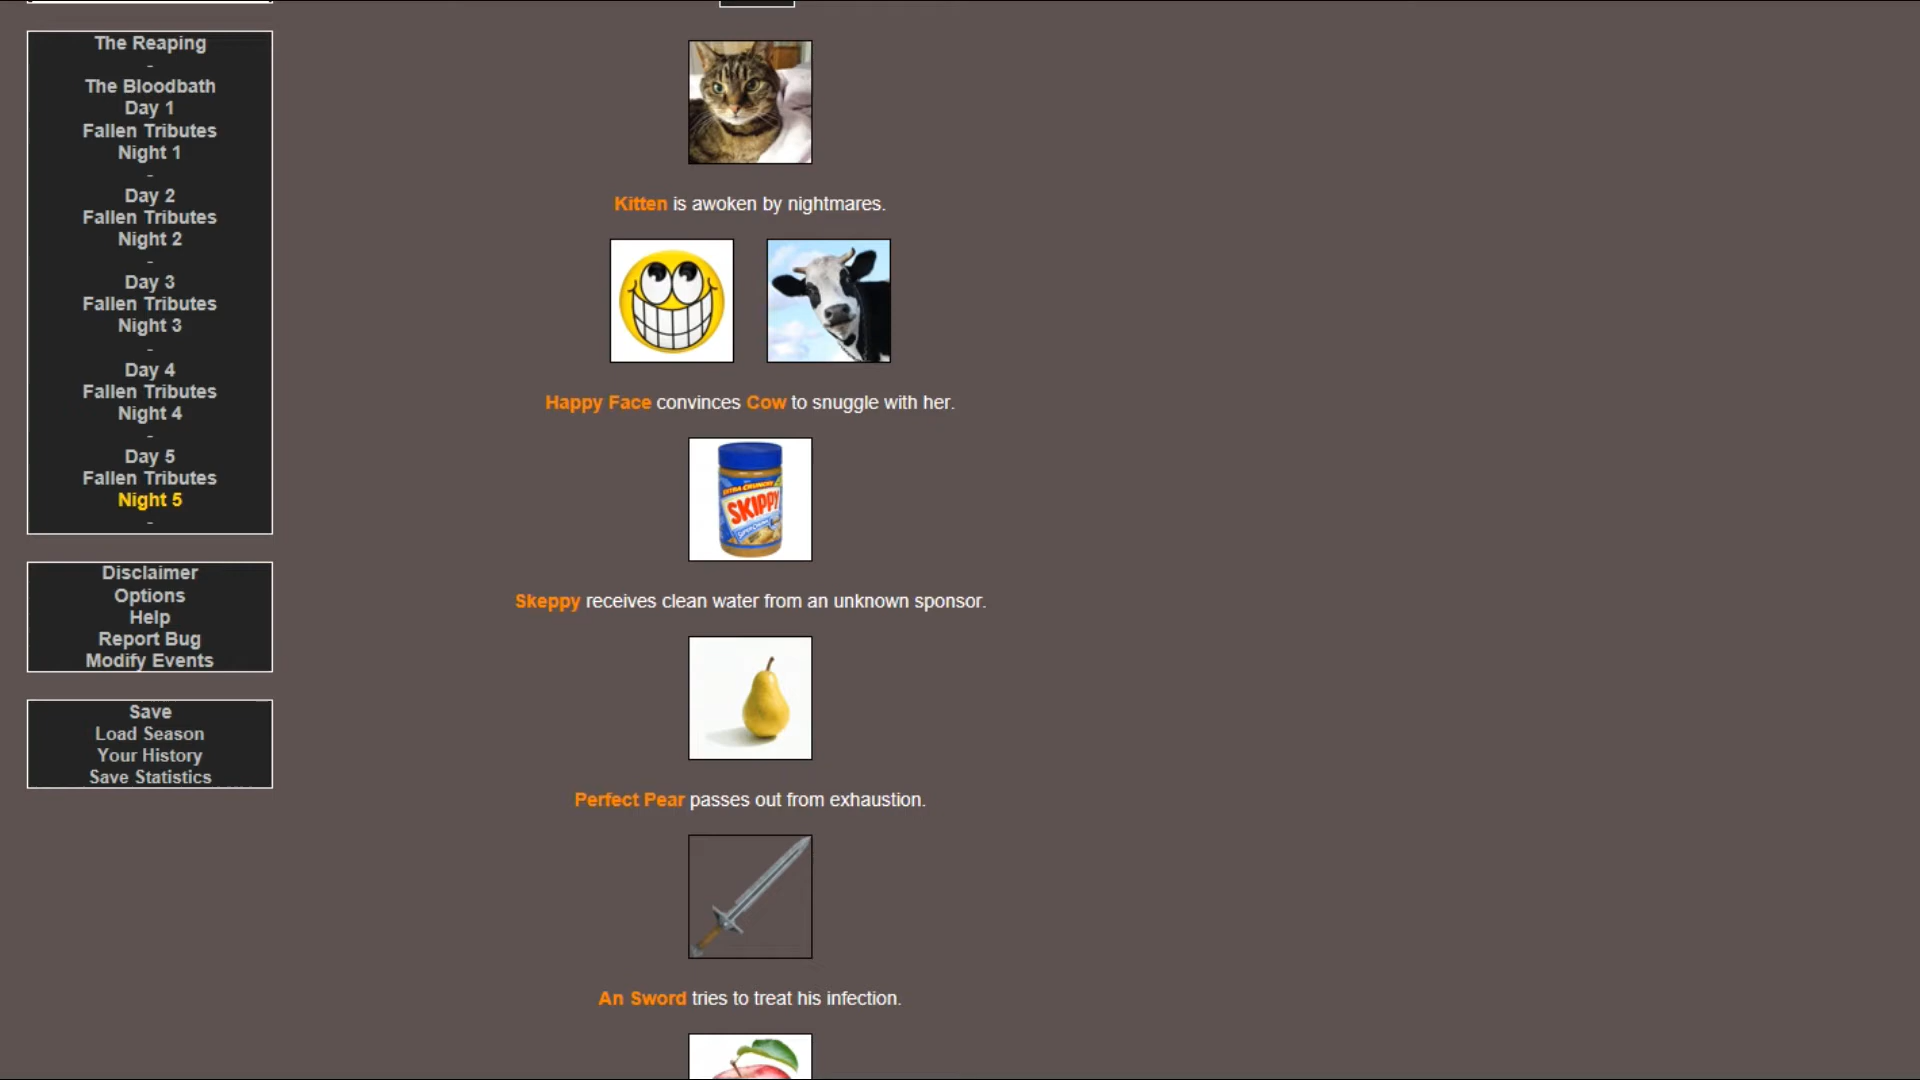 The Reaping
-
The Bloodbath
Day 1
Fallen Tributes
Night 1
-
Day 2
Fallen Tributes
Night 2
-
Day 3
Fallen Tributes
Night 3
-
Day 4
Fallen Tributes
Night 4
-
Day 5
Fallen Tributes
Night 5
-
Disclaimer
Options
Help
Report Bug
Modify Events
Save
Load Season
Your History
Save Statistics
Kitten is awoken by nightmares.
Happy Face convinces Cow to snuggle with her.
EXTRA CRUNCHY
SKIPPY
SUPER CHUNK
Skeppy receives clean water from an unknown sponsor.
Perfect Pear passes out from exhaustion.
An Sword tries to treat his infection.